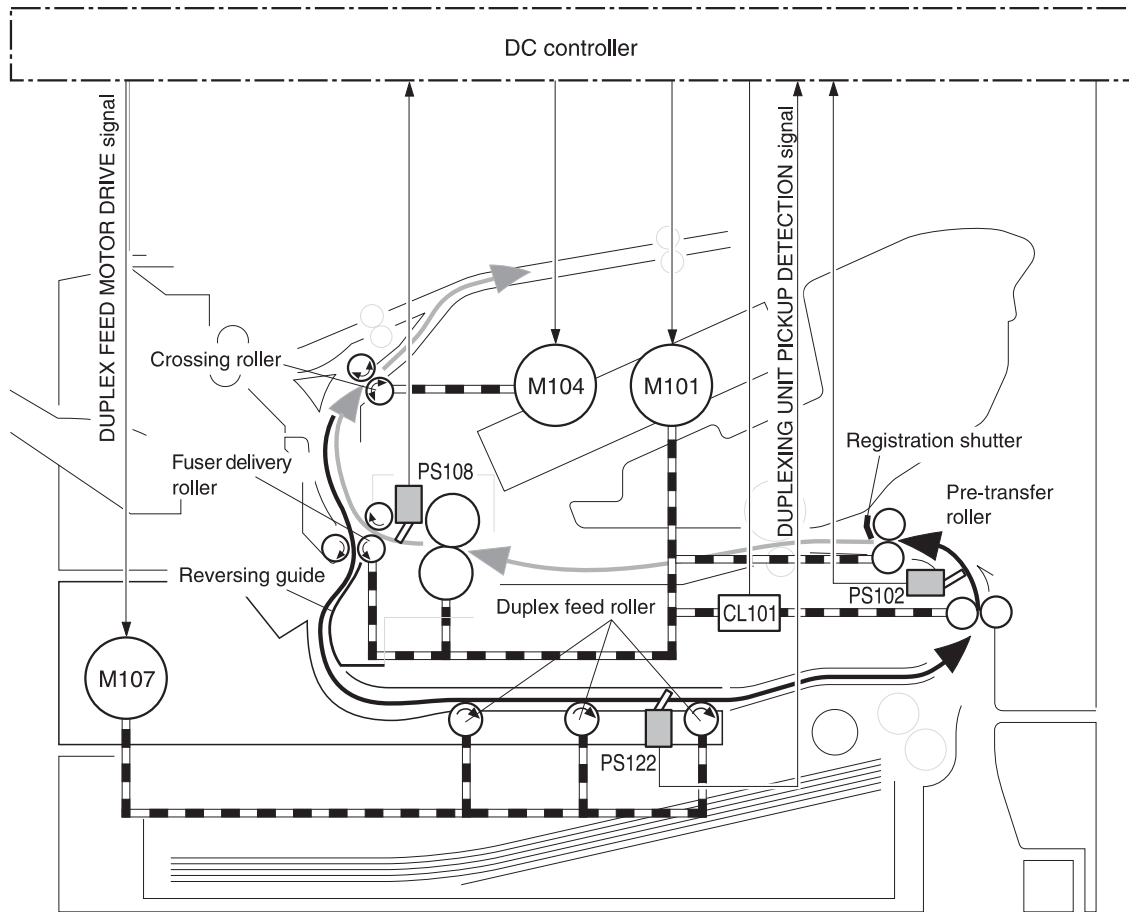 DC controller
DUPLEX FEED MOTOR DRIVE signal
DUPLEXING UNIT PICKUP DETECTION signal
Crossing roller
M104
M101
Registration shutter
Fuser delivery
roller
PS108
Pre-transfer
roller
Reversing guide
PS102
Duplex feed roller
CL101
M107
PS122